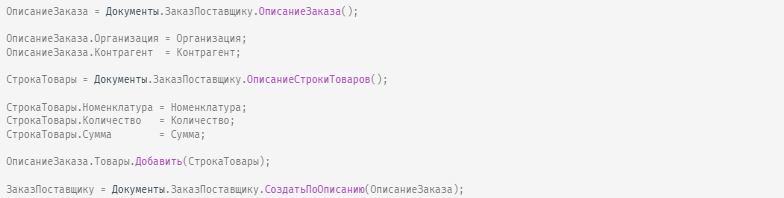 ОписаниеЗаказа = Документы.ЗаказПоставщику.ОписаниеЗаказа();
ОписаниеЗаказа.Организация = Организация;
ОписаниеЗаказа.Контрагент  = Контрагент;
СтрокаТовары = Документы.ЗаказПоставщику.ОписаниеСтрокиТоваров();
СтрокаТовары.Номенклатура = Номенклатура;
СтрокаТовары.Количество   = Количество;
СтрокаТовары.Сумма        = Сумма;
ОписаниеЗаказа.Товары.Добавить(СтрокаТовары);
ЗаказПоставщику = Документы.ЗаказПоставщику.СоздатьПоОписанию(ОписаниеЗаказа);